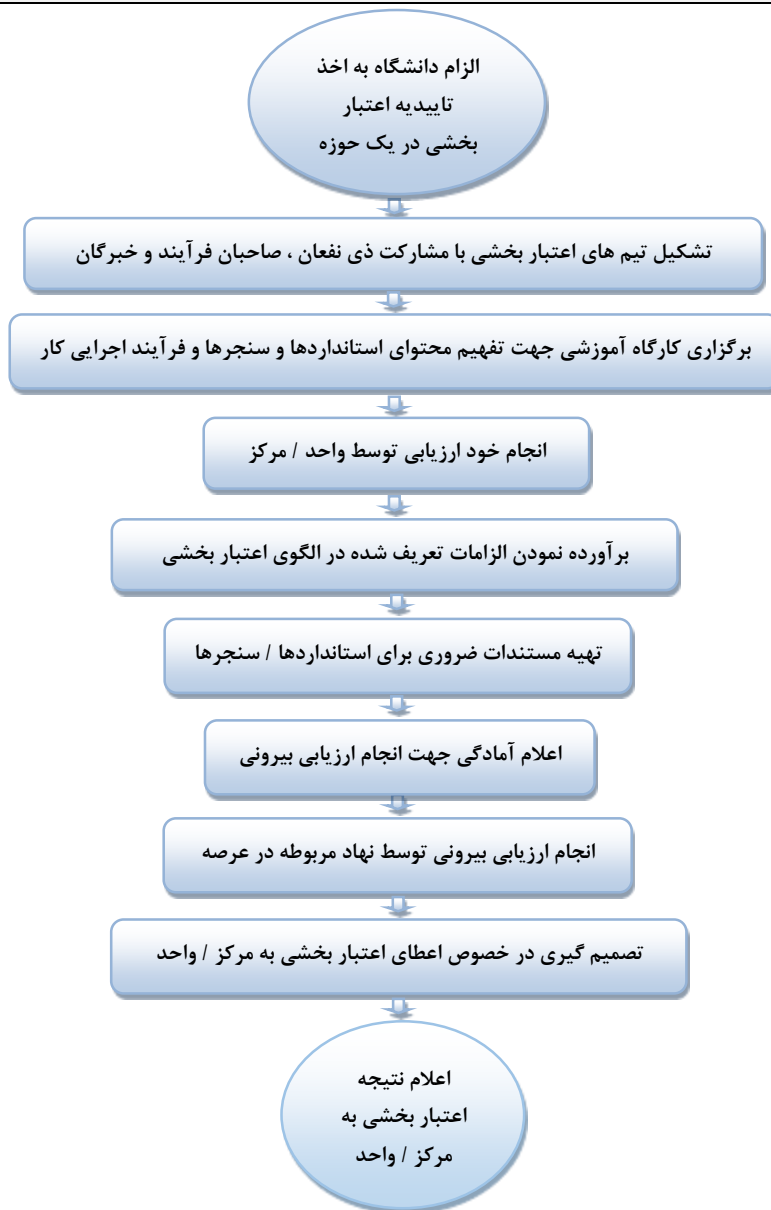 الزام دانشگاه به اخذ
تاییدیه اعتبار
بخشی در یک حوزه
تشکیل تیم های اعتبار بخشی با مشارکت ذی نفعان ، صاحبان فرآیند و خبرگان
برگزاری کارگاه آموزشی جهت تفهیم محتوای استانداردها و سنجرها و فرآیند اجرایی کار
انجام خود ارزیابی توسط واحد / مرکز
برآورده نمودن الزامات تعریف شده در الگوی اعتبار بخشی
تهیه مستندات ضروری برای استانداردها / سنجرها
اعلام آمادگی جهت انجام ارزیابی بیرونی
انجام ارزیابی بیرونی توسط نهاد مربوطه در عرصه
تصمیم گیری در خصوص اعطای اعتبار بخشی به مرکز / واحد
اعلام نتیجه
اعتبار بخشی به
مرکز / واحد